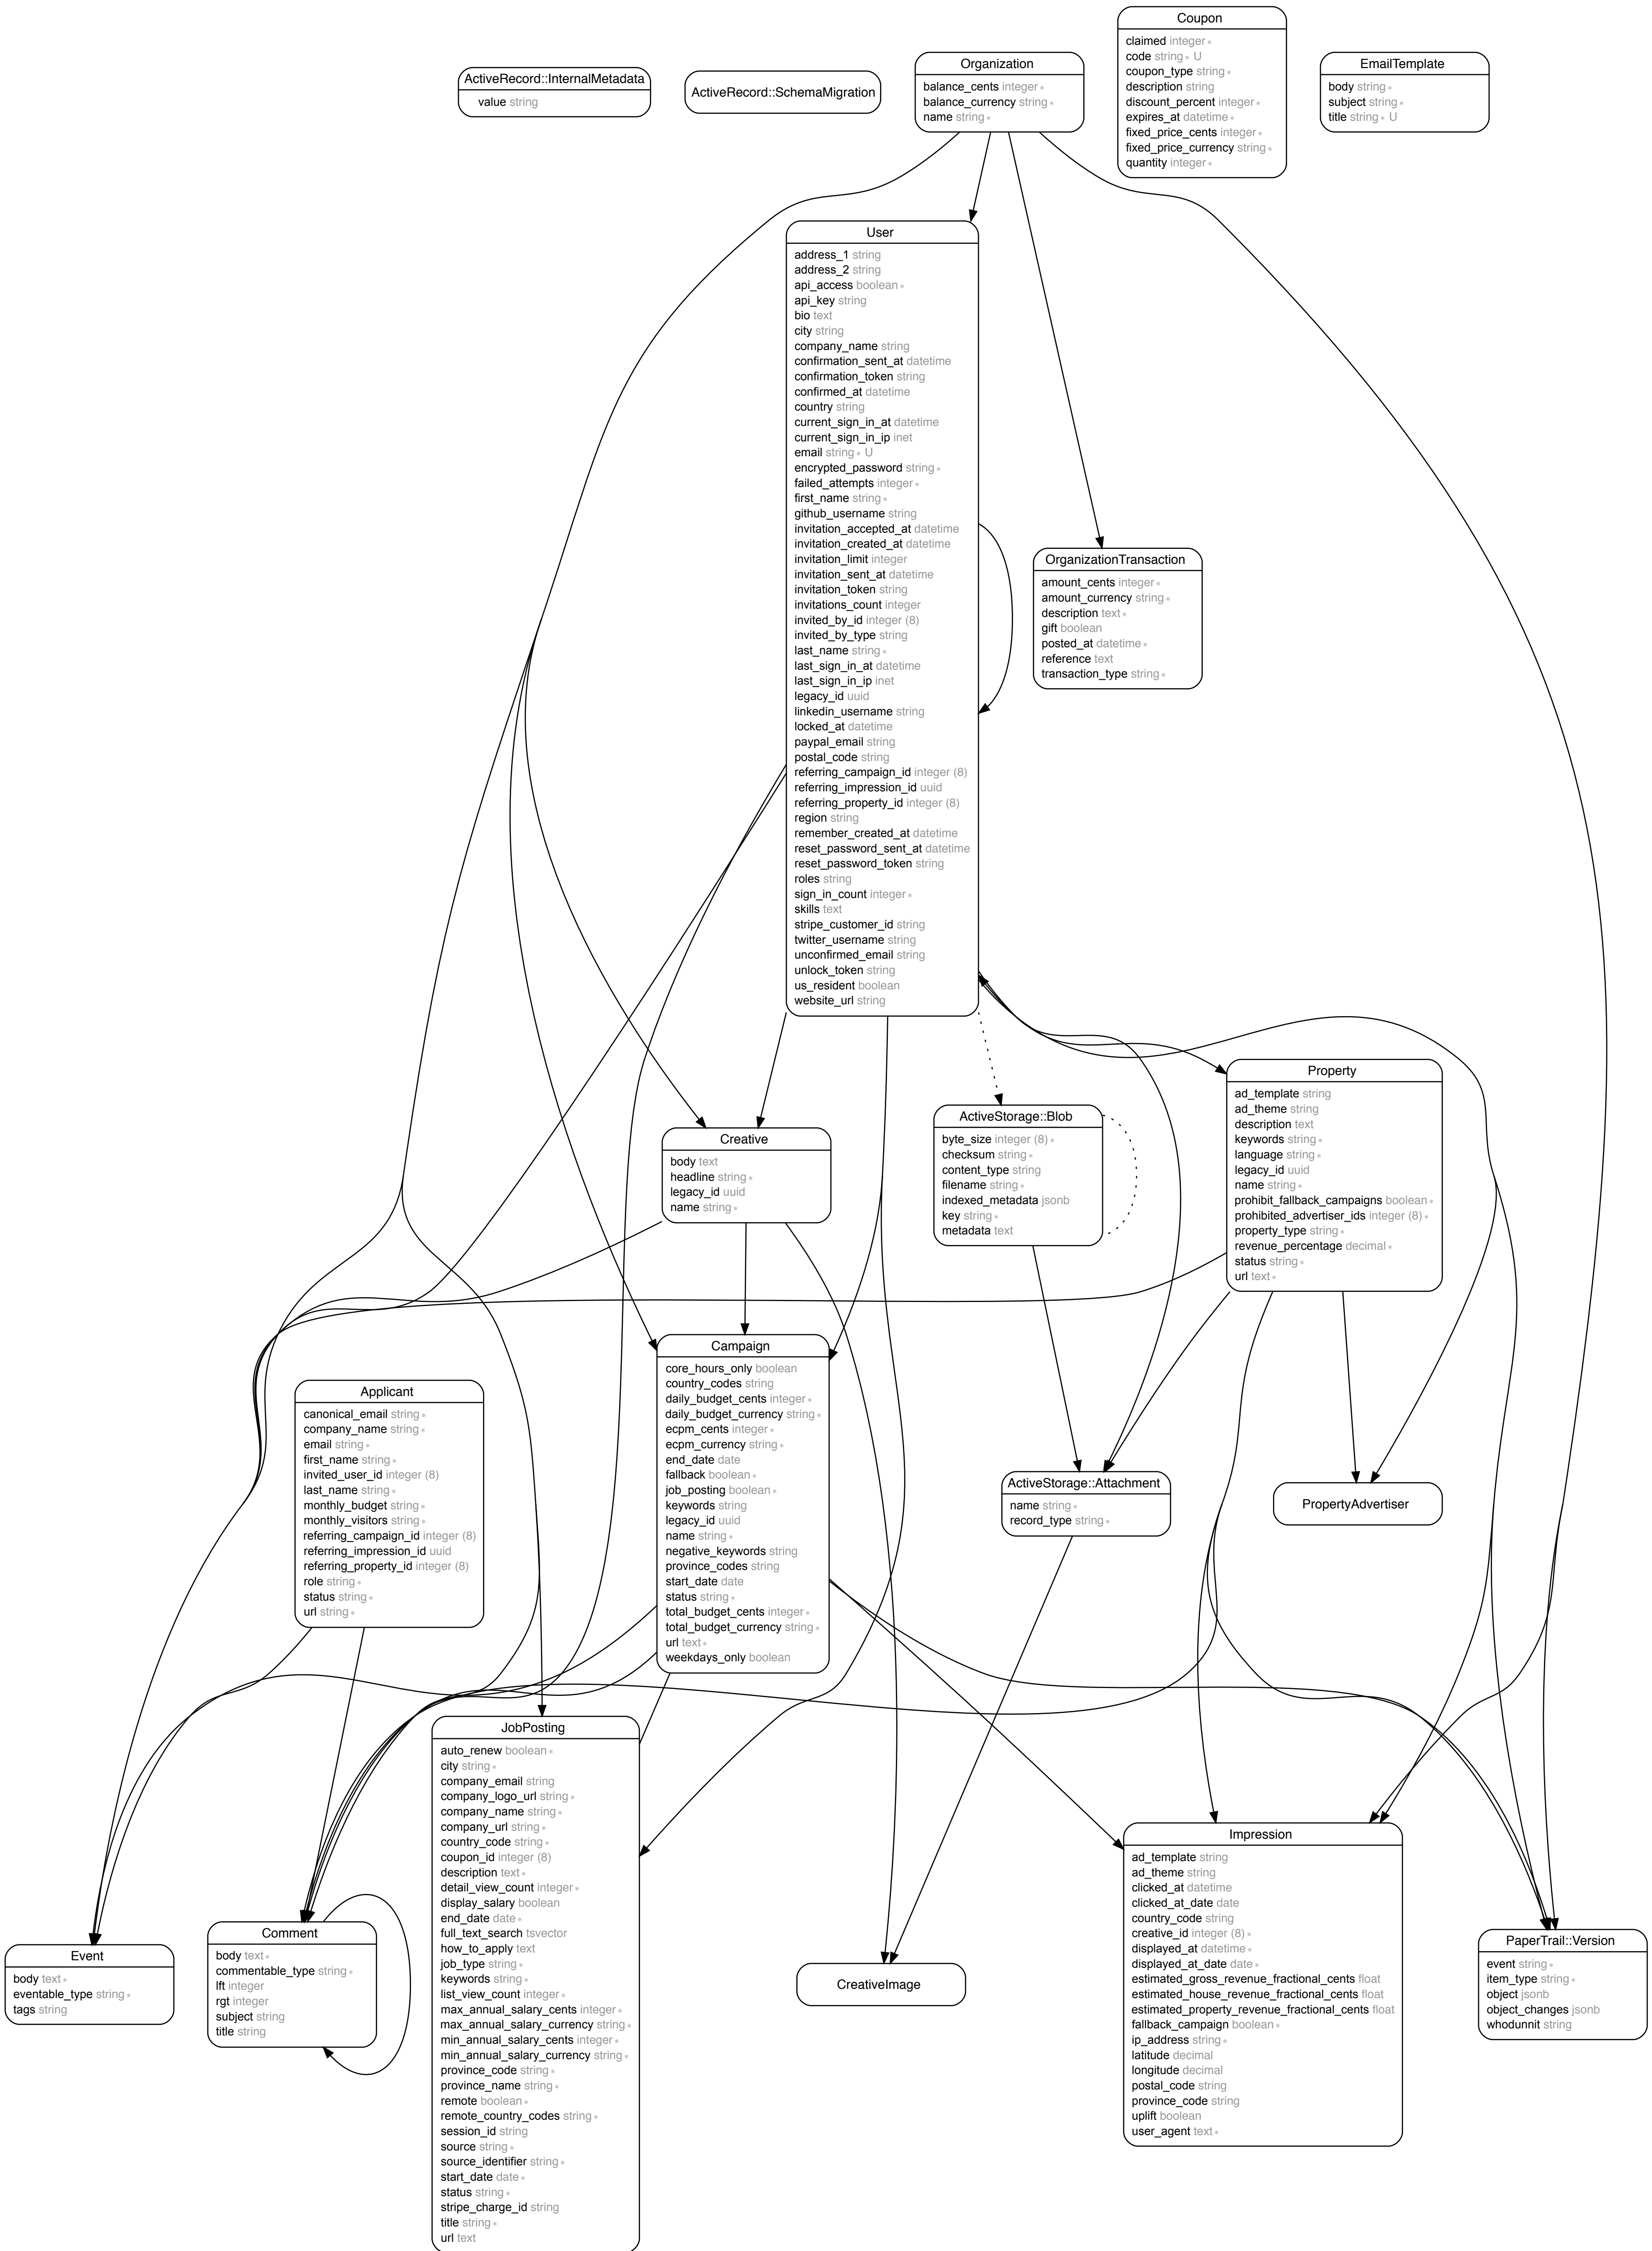 ActiveRecord::InternalMetadata
value string
ActiveRecord::SchemaMigration
Organization
balance_cents integer ∗
balance_currency string ∗
name string ∗
Coupon
claimed integer ∗
code string ∗ U
coupon_type string ∗
description string
discount_percent integer ∗
expires_at datetime ∗
fixed_price_cents integer ∗
fixed_price_currency string ∗
quantity integer ∗
EmailTemplate
body string ∗
subject string ∗
title string ∗ U
User
address_1 string
address_2 string
api_access boolean ∗
api_key string
bio text
city string
company_name string
confirmation_sent_at datetime
confirmation_token string
confirmed_at datetime
country string
current_sign_in_at datetime
current_sign_in_ip inet
email string ∗ U
encrypted_password string ∗
failed_attempts integer ∗
first_name string ∗
github_username string
invitation_accepted_at datetime
invitation_created_at datetime
invitation_limit integer
invitation_sent_at datetime
invitation_token string
invitations_count integer
invited_by_id integer (8)
invited_by_type string
last_name string ∗
last_sign_in_at datetime
last_sign_in_ip inet
legacy_id uuid
linkedin_username string
locked_at datetime
paypal_email string
postal_code string
referring_campaign_id integer (8)
referring_impression_id uuid
referring_property_id integer (8)
region string
remember_created_at datetime
reset_password_sent_at datetime
reset_password_token string
roles string
sign_in_count integer ∗
skills text
stripe_customer_id string
twitter_username string
unconfirmed_email string
unlock_token string
us_resident boolean
website_url string
OrganizationTransaction
amount_cents integer ∗
amount_currency string ∗
description text ∗
gift boolean
posted_at datetime ∗
reference text
transaction_type string ∗
Property
ad_template string
ad_theme string
description text
keywords string ∗
language string ∗
legacy_id uuid
name string ∗
prohibit_fallback_campaigns boolean ∗
prohibited_advertiser_ids integer (8) ∗
property_type string ∗
revenue_percentage decimal ∗
status string ∗
url text ∗
ActiveStorage::Blob
byte_size integer (8) ∗
checksum string ∗
content_type string
filename string ∗
indexed_metadata jsonb
key string ∗
metadata text
Creative
body text
headline string ∗
legacy_id uuid
name string ∗
Campaign
core_hours_only boolean
country_codes string
daily_budget_cents integer ∗
daily_budget_currency string ∗
ecpm_cents integer ∗
ecpm_currency string ∗
end_date date
fallback boolean ∗
job_posting boolean ∗
keywords string
legacy_id uuid
name string ∗
negative_keywords string
province_codes string
start_date date
status string ∗
total_budget_cents integer ∗
total_budget_currency string ∗
url text ∗
weekdays_only boolean
Applicant
canonical_email string ∗
company_name string ∗
email string ∗
first_name string ∗
invited_user_id integer (8)
last_name string ∗
monthly_budget string ∗
monthly_visitors string ∗
referring_campaign_id integer (8)
referring_impression_id uuid
referring_property_id integer (8)
role string ∗
status string ∗
url string ∗
ActiveStorage::Attachment
name string ∗
record_type string ∗
PropertyAdvertiser
JobPosting
auto_renew boolean ∗
city string ∗
company_email string
company_logo_url string ∗
company_name string ∗
company_url string ∗
country_code string ∗
coupon_id integer (8)
description text ∗
detail_view_count integer ∗
display_salary boolean
end_date date ∗
full_text_search tsvector
how_to_apply text
job_type string ∗
keywords string ∗
list_view_count integer ∗
max_annual_salary_cents integer ∗
max_annual_salary_currency string ∗
min_annual_salary_cents integer ∗
min_annual_salary_currency string ∗
province_code string ∗
province_name string ∗
remote boolean ∗
remote_country_codes string ∗
session_id string
source string ∗
source_identifier string ∗
start_date date ∗
status string ∗
stripe_charge_id string
title string ∗
url text
Impression
ad_template string
ad_theme string
clicked_at datetime
clicked_at_date date
country_code string
creative_id integer (8) ∗
displayed_at datetime ∗
displayed_at_date date ∗
estimated_gross_revenue_fractional_cents float
estimated_house_revenue_fractional_cents float
estimated_property_revenue_fractional_cents float
fallback_campaign boolean ∗
ip_address string ∗
latitude decimal
longitude decimal
postal_code string
province_code string
uplift boolean
user_agent text ∗
Event
body text ∗
eventable_type string ∗
tags string
Comment
body text ∗
commentable_type string ∗
lft integer
rgt integer
subject string
title string
CreativeImage
PaperTrail::Version
event string ∗
item_type string ∗
object jsonb
object_changes jsonb
whodunnit string